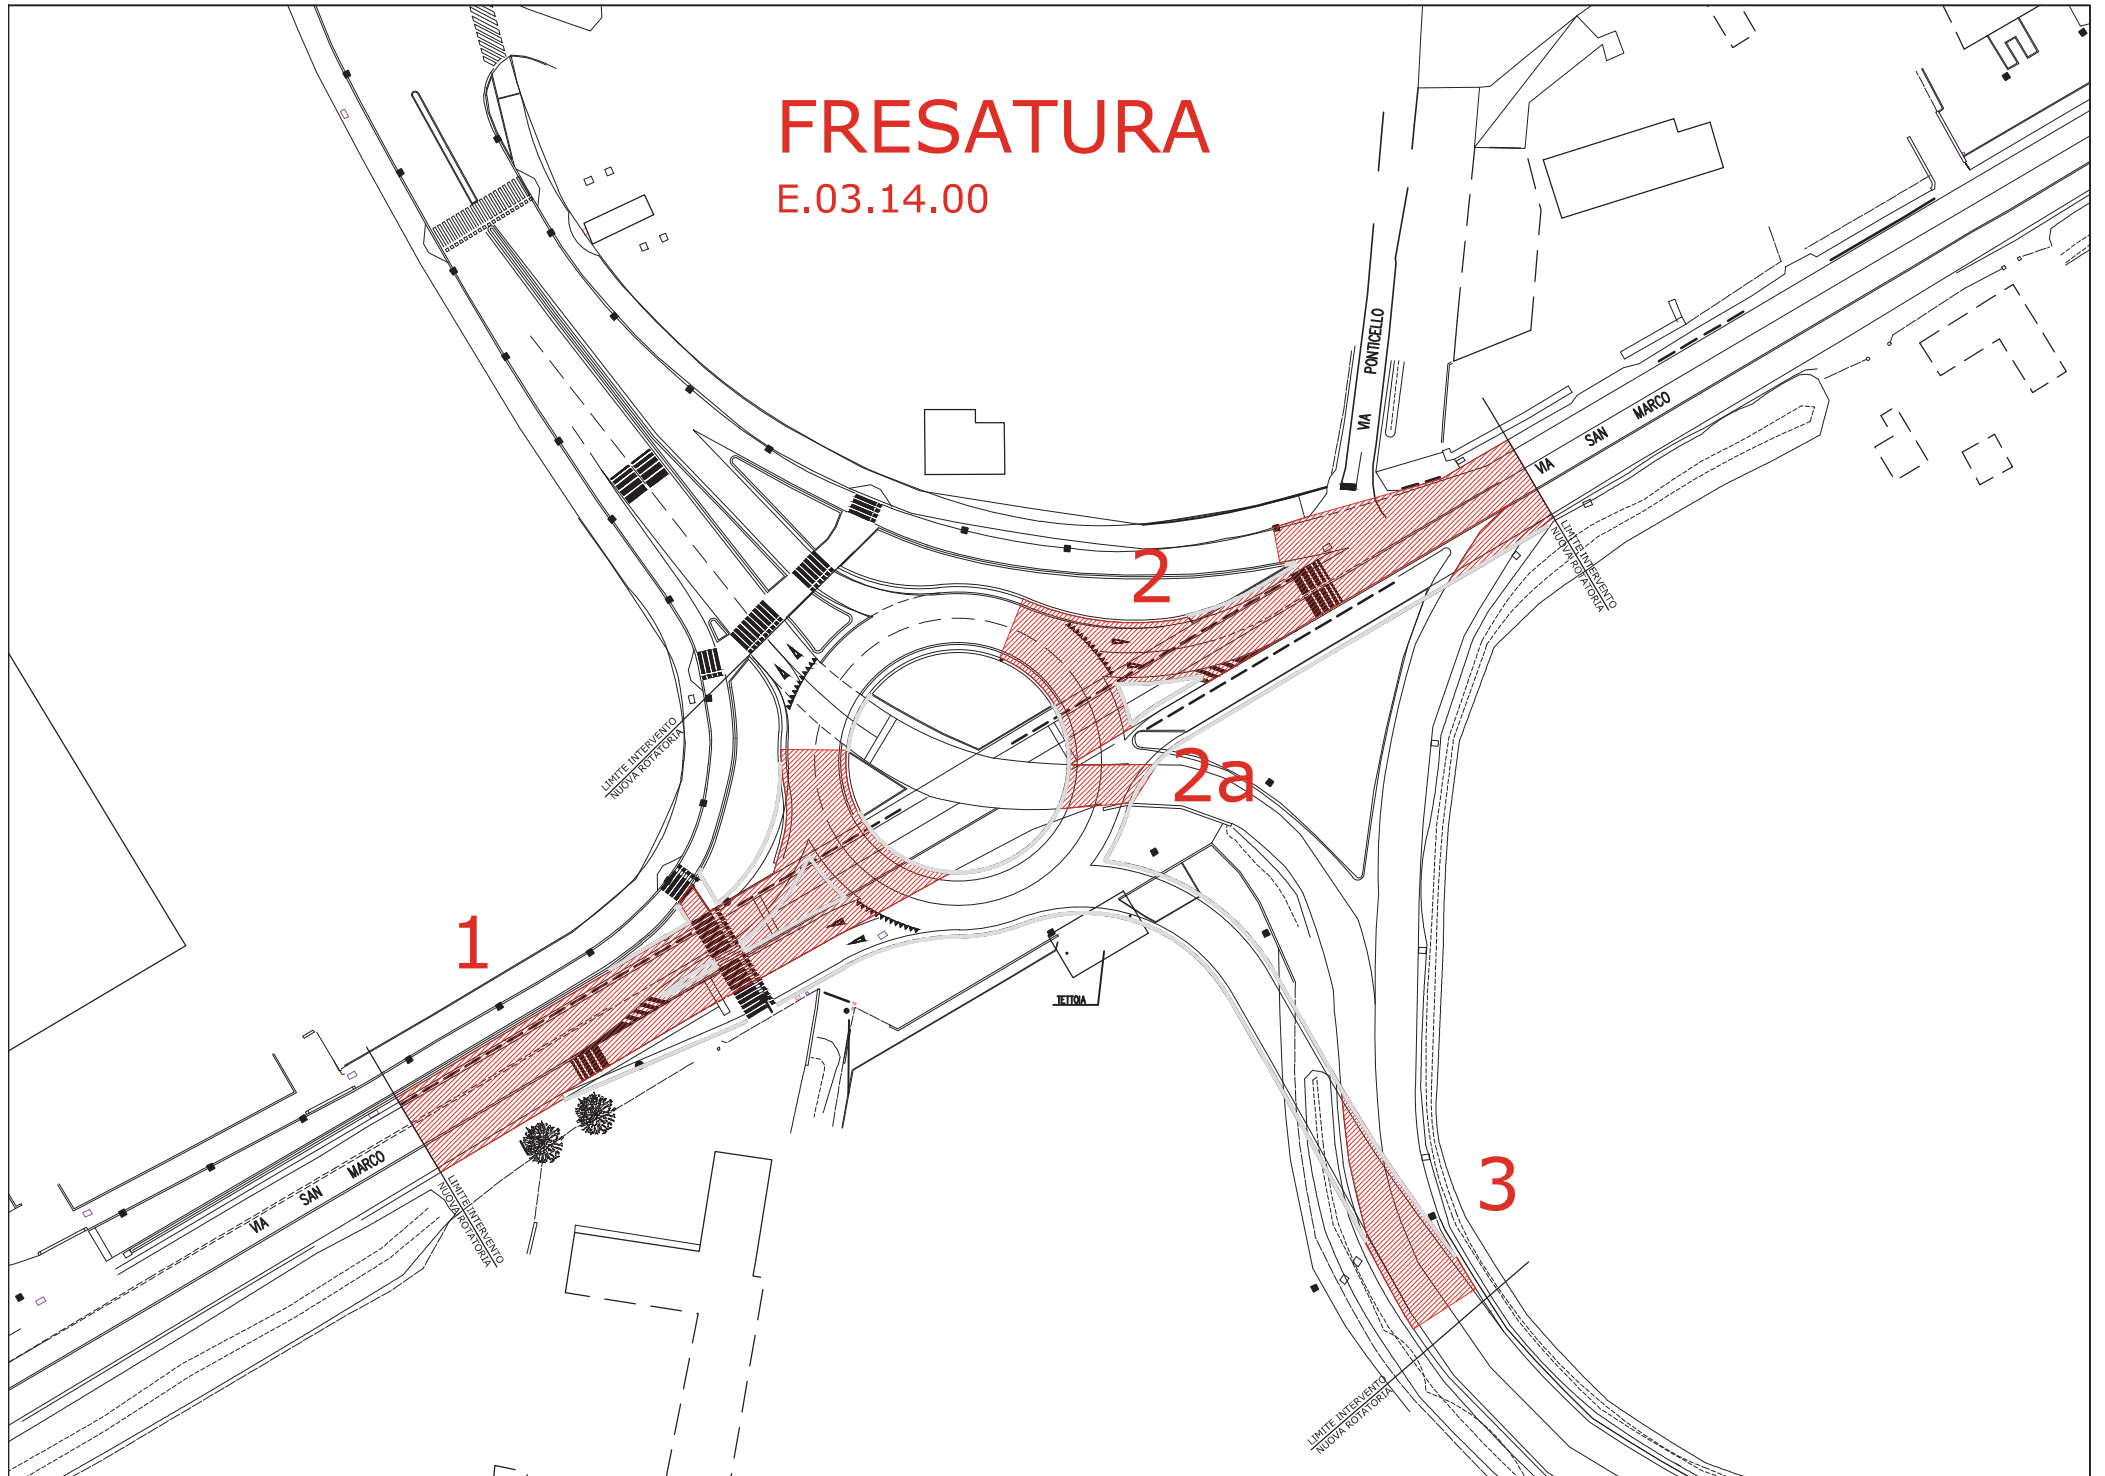 FRESATURA
E.03.14.00
VIA PONTICELLO
VIA SAN MARCO
LIMITE INTERVENTO
NUOVA ROTATORIA
2
LIMITE INTERVENTO
NUOVA ROTATORIA
2a
1
TETTOIA
3
VIA SAN MARCO
LIMITE INTERVENTO
NUOVA ROTATORIA
LIMITE INTERVENTO
NUOVA ROTATORIA